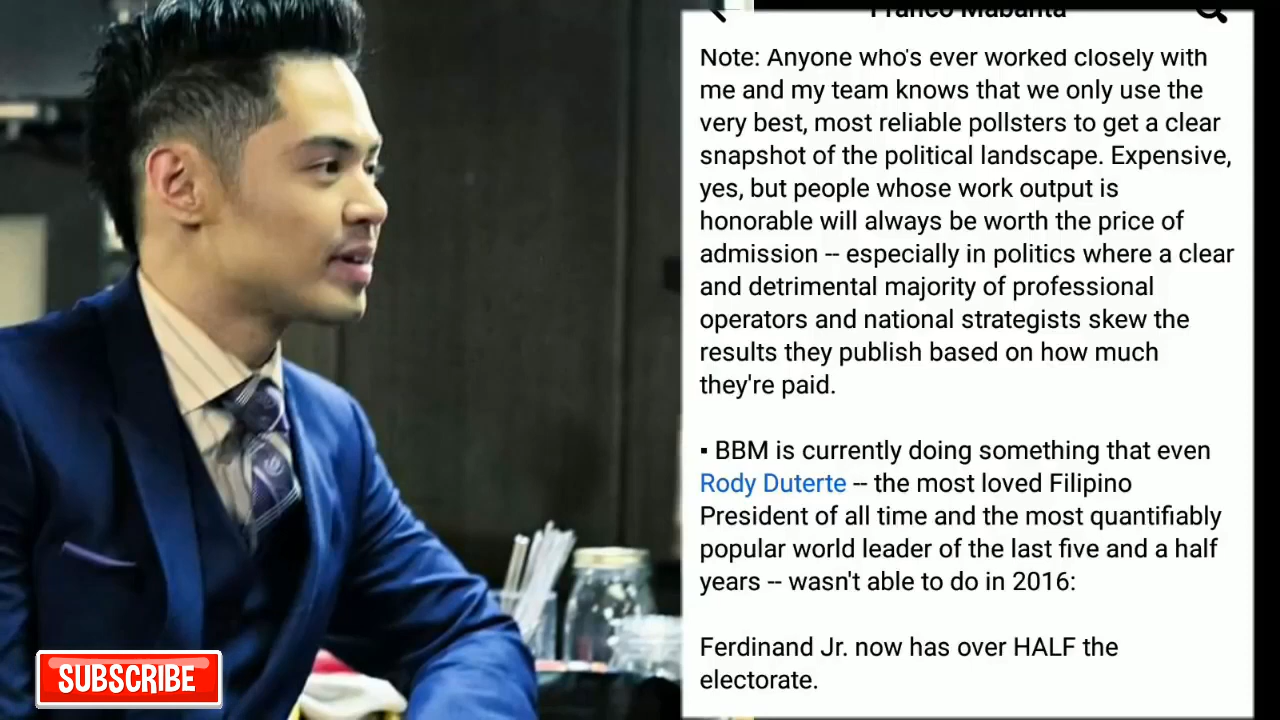 Franco Mabanta
Note: Anyone who's ever worked closely with
me and my team knows that we only use the
very best, most reliable pollsters to get a clear
snapshot of the political landscape. Expensive,
yes, but people whose work output is
honorable will always be worth the price of
admission -- especially in politics where a clear
and detrimental majority of professional
operators and national strategists skew the
results they publish based on how much
they're paid.
▪ BBM is currently doing something that even
Rody Duterte -- the most loved Filipino
President of all time and the most quantifiably
popular world leader of the last five and a half
years -- wasn't able to do in 2016:
Ferdinand Jr. now has over HALF the
electorate.
SUBSCRIBE